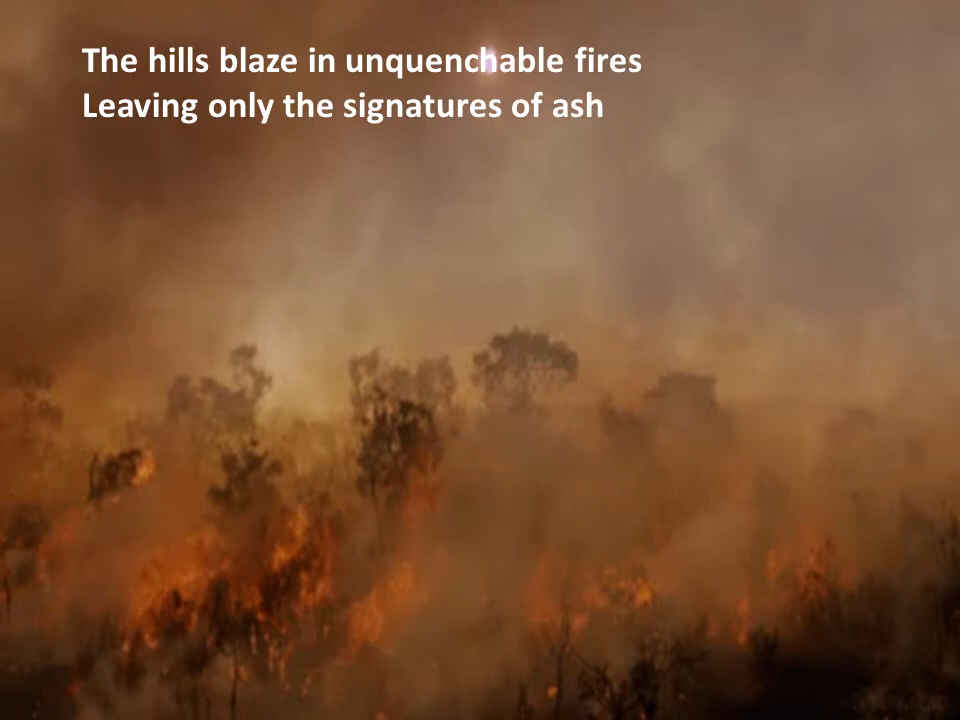 The hills blaze in unquenchable fires
Leaving only the signatures of ash